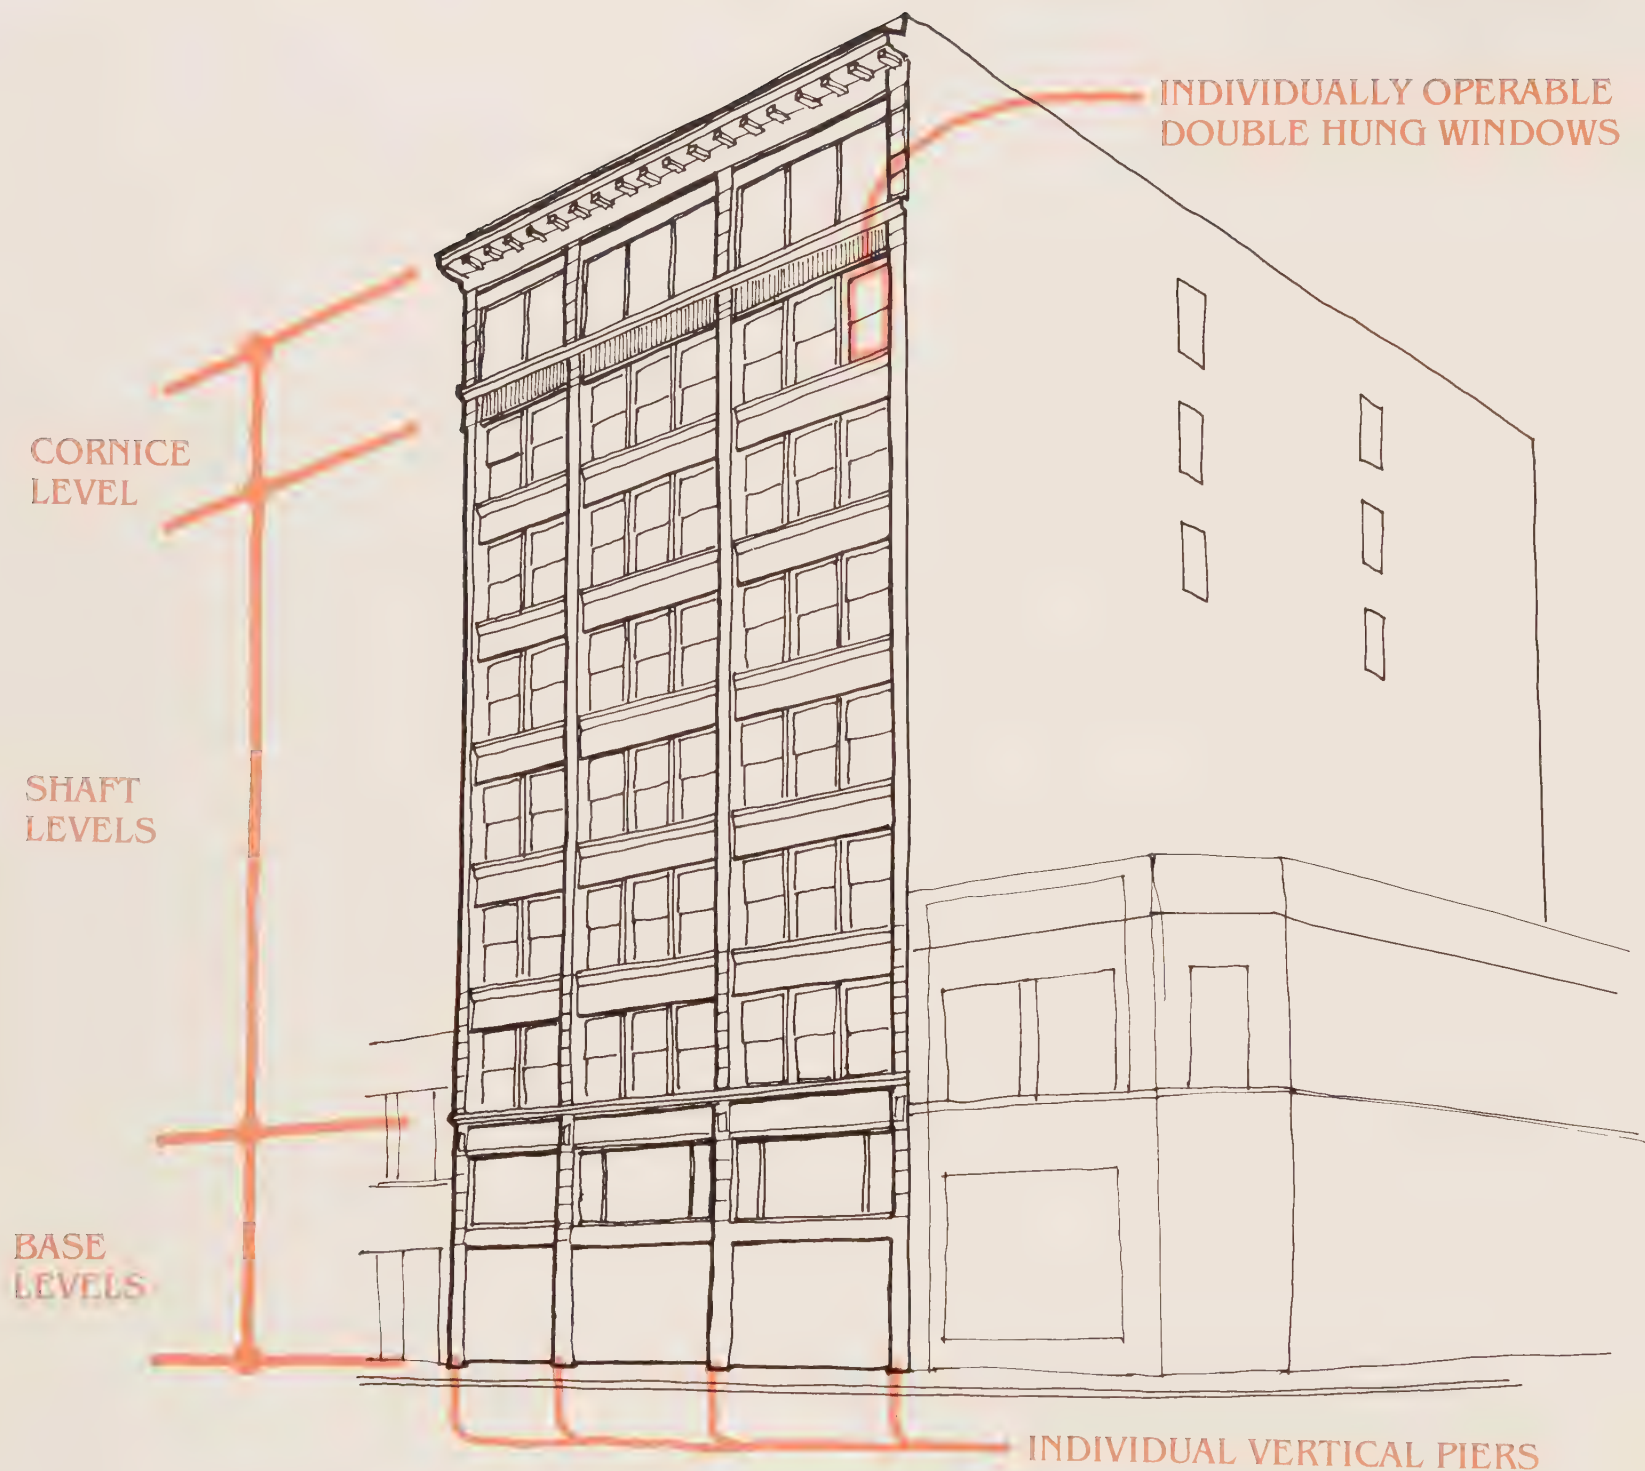 INDIVIDUALLY OPERABLE
DOUBLE HUNG WINDOWS
CORNICE
LEVEL
SHAFT
LEVELS
BASE
LEVELS
INDIVIDUAL VERTICAL PIERS